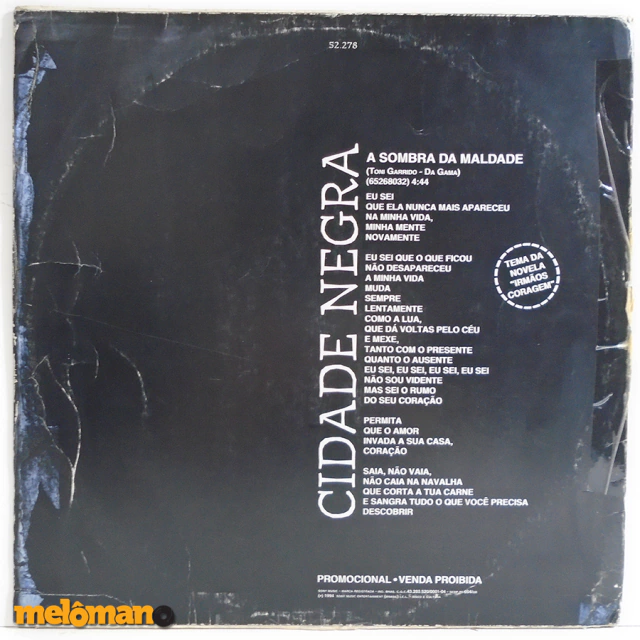 52.278
CIDADE NEGRA
A SOMBRA DA MALDADE
(TONI GARRIDO - DA GAMA)
(65268032) 4:44
EU SEI
QUE ELA NUNCA MAIS APARECEU
NA MINHA VIDA,
MINHA MENTE
NOVAMENTE
EU SEI QUE O QUE FICOU
NÃO DESAPARECEU
A MINHA VIDA
MUDA
SEMPRE
LENTAMENTE
COMO A LUA,
QUE DÁ VOLTAS PELO CÉU
E MEXE,
TANTO COM O PRESENTE
QUANTO O AUSENTE
EU SEI, EU SEI, EU SEI, EU SEI
NÃO SOU VIDENTE
MAS SEI O RUMO
DO SEU CORAÇÃO
PERMITA
QUE O AMOR
INVADA A SUA CASA,
CORAÇÃO
SAIA, NÃO VAIA,
NÃO CAIA NA NAVALHA
QUE CORTA A TUA CARNE
E SANGRA TUDO O QUE VOCÊ PRECISA
DESCOBRIR
TEMA DA
NOVELA
"IRMÃOS
CORAGEM"
PROMOCIONAL • VENDA PROIBIDA
melômano